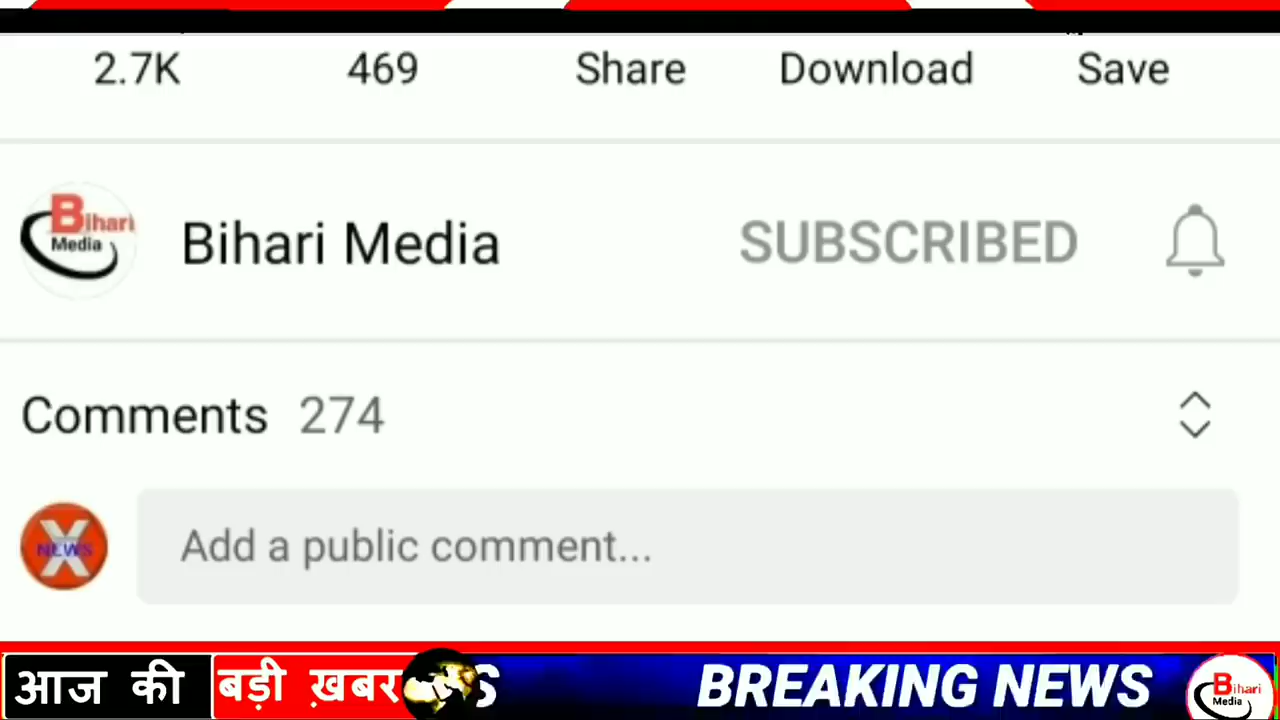 2.7K 469 Share Download Save
Bihari Media
Bihari Media SUBSCRIBED
Comments 274
X NEWS
Add a public comment...
आज की बड़ी ख़बर S BREAKING NEWS
Bihari Media